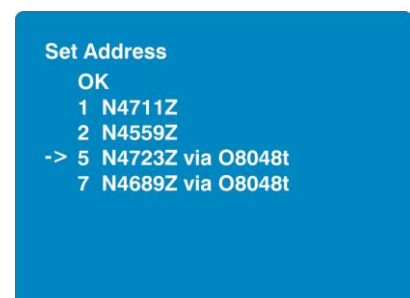 Set Address
OK
1 N4711Z
2 N4559Z
-> 5 N4723Z via O8048t
7 N4689Z via O8048t